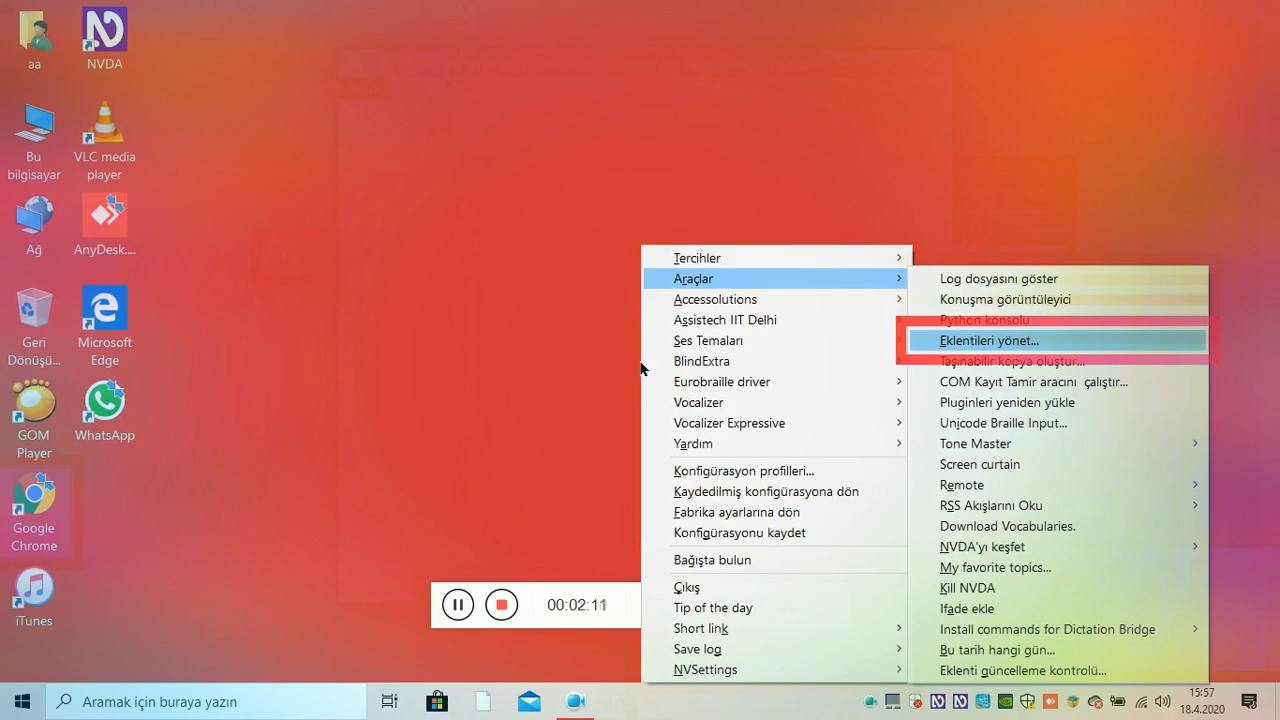 aa
NVDA
Bu
bilgisayar
VLC media
player
Ağ
AnyDesk....
Geri
Dönüşü...
Microsoft
Edge
GOM
Player
WhatsApp
Google
Chrome
iTunes
Tercihler
Araçlar
Accessolutions
Assistech IIT Delhi
Ses Temaları
BlindExtra
Eurobraille driver
Vocalizer
Vocalizer Expressive
Yardım
Konfigürasyon profilleri...
Kaydedilmiş konfigürasyona dön
Fabrika ayarlarına dön
Konfigürasyonu kaydet
Bağışta bulun
Çıkış
Tip of the day
Short link
Save log
NVSettings
Log dosyasını göster
Konuşma görüntüleyici
Python konsolu
Eklentileri yönet...
Taşınabilir kopya oluştur...
COM Kayıt Tamir aracını çalıştır...
Pluginleri yeniden yükle
Unicode Braille Input...
Tone Master
Screen curtain
Remote
RSS Akışlarını Oku
Download Vocabularies.
NVDA'yı keşfet
My favorite topics...
Kill NVDA
Ifade ekle
Install commands for Dictation Bridge
Bu tarih hangi gün...
Eklenti güncelleme kontrolü...
00:02:11
Aramak için buraya yazın
15:57
18.4.2020